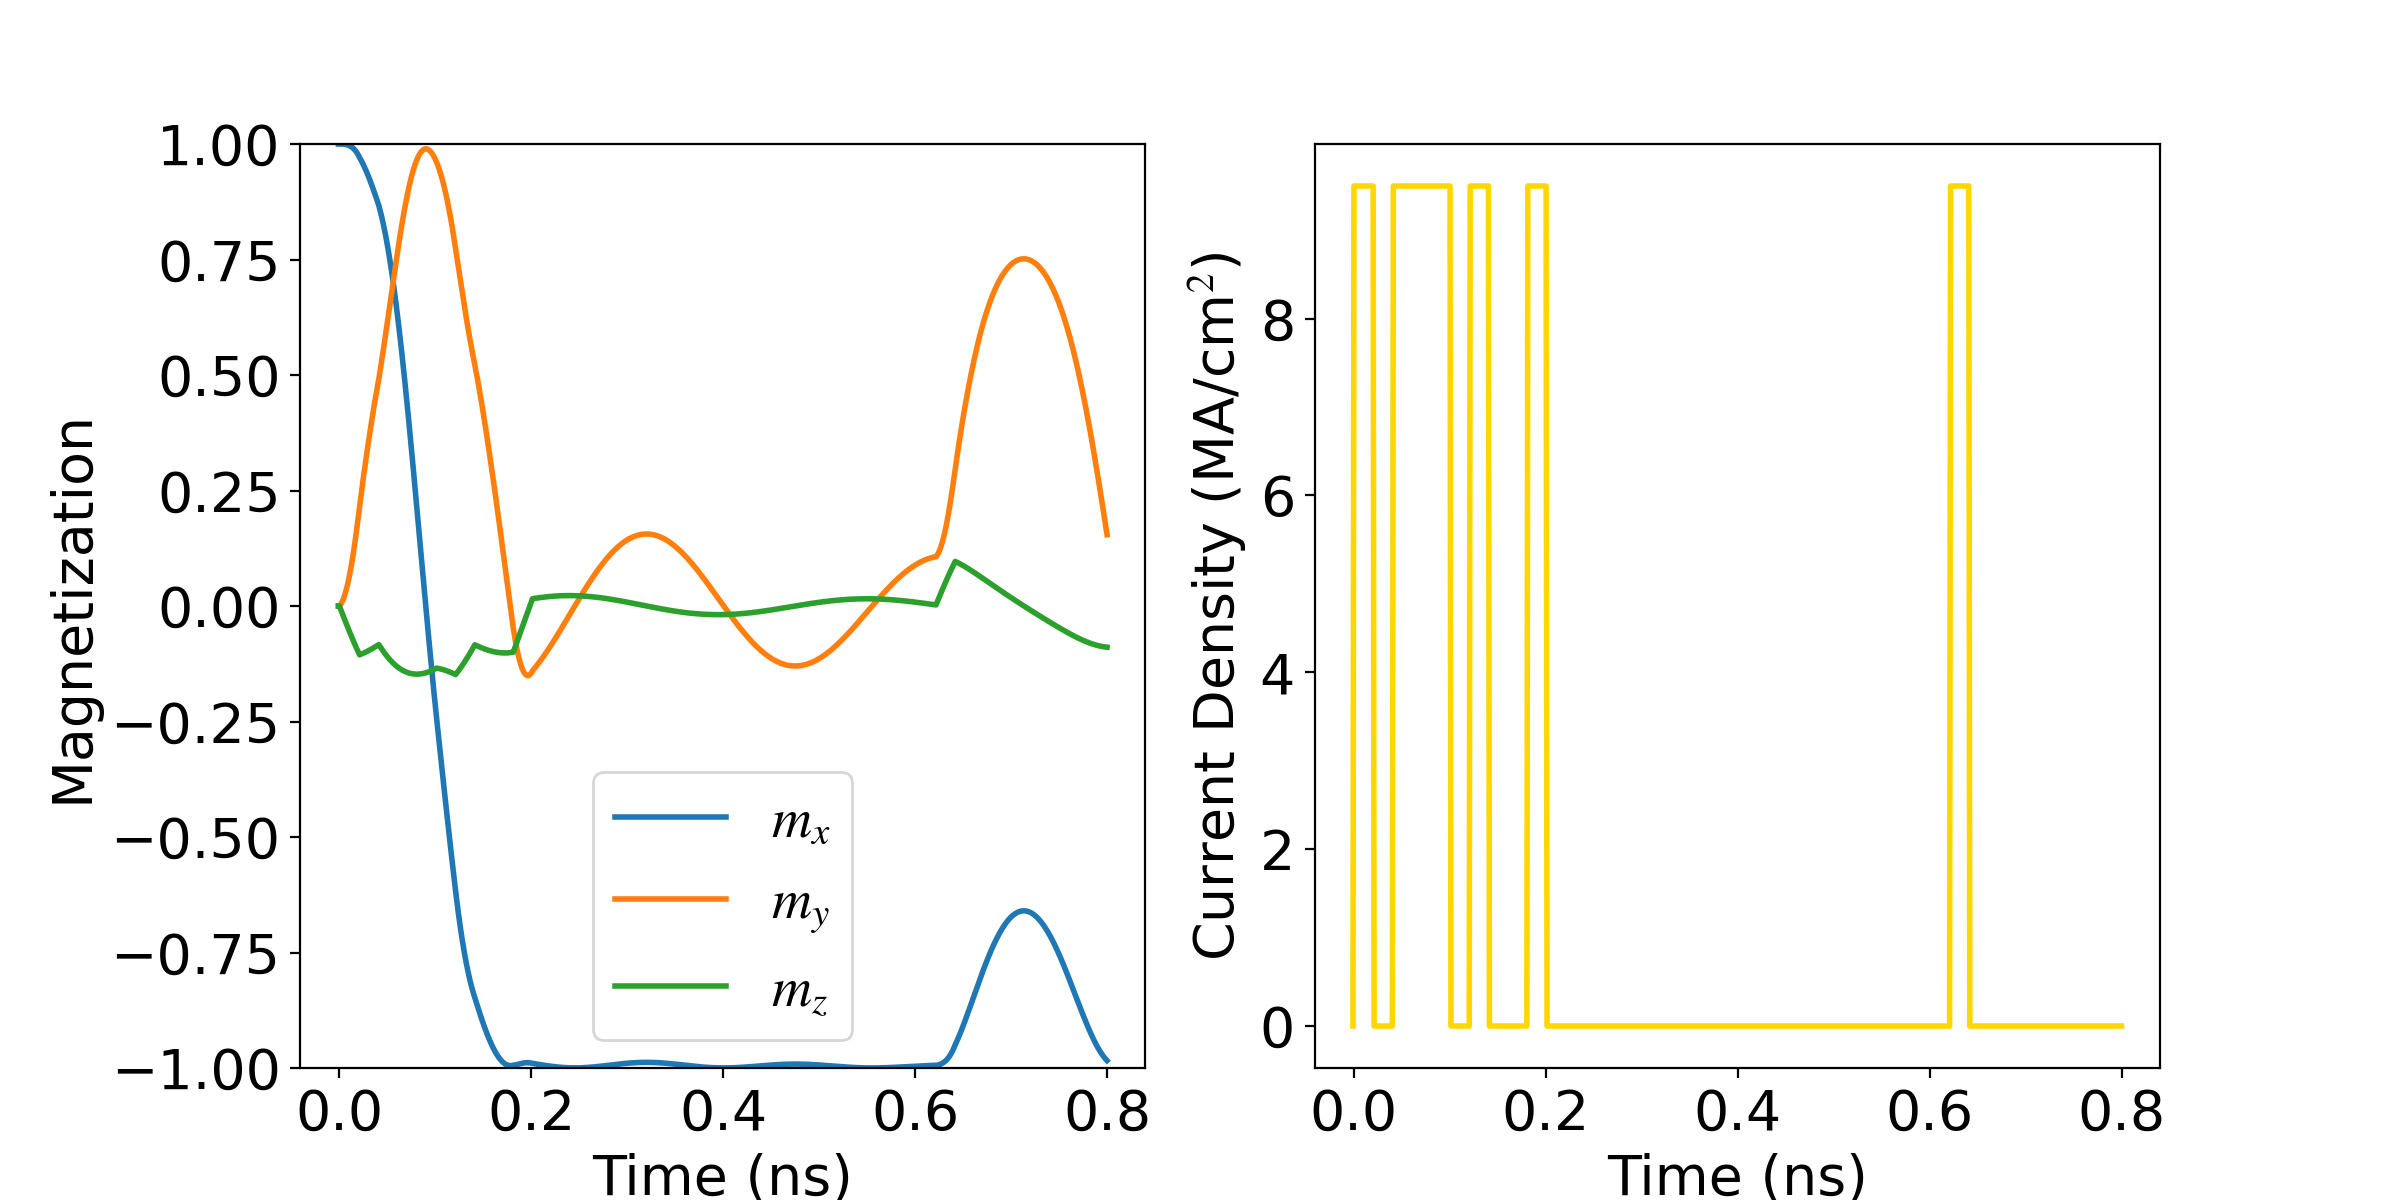 1.00
0.75
0.50
0.25
0.00
−0.25
−0.50
−0.75
−1.00
Magnetization
m_x
m_y
m_z
0.0 0.2 0.4 0.6 0.8
Time (ns)
Current Density (MA/cm²)
8
6
4
2
0
0.0 0.2 0.4 0.6 0.8
Time (ns)